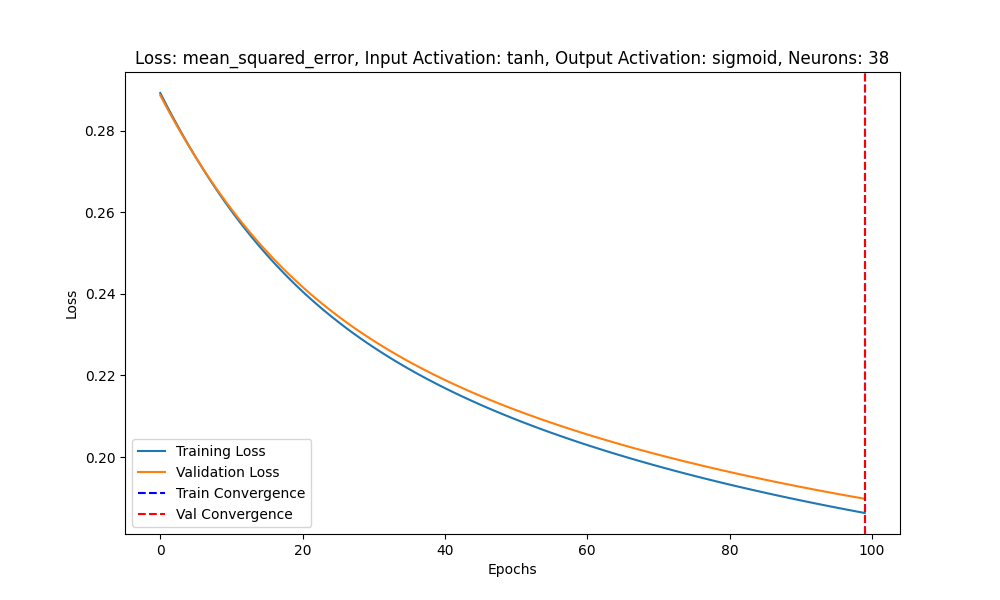 Loss: mean_squared_error, Input Activation: tanh, Output Activation: sigmoid, Neurons: 38
Loss
0.28
0.26
0.24
0.22
0.20
Training Loss
Validation Loss
Train Convergence
Val Convergence
0 20 40 60 80 100
Epochs